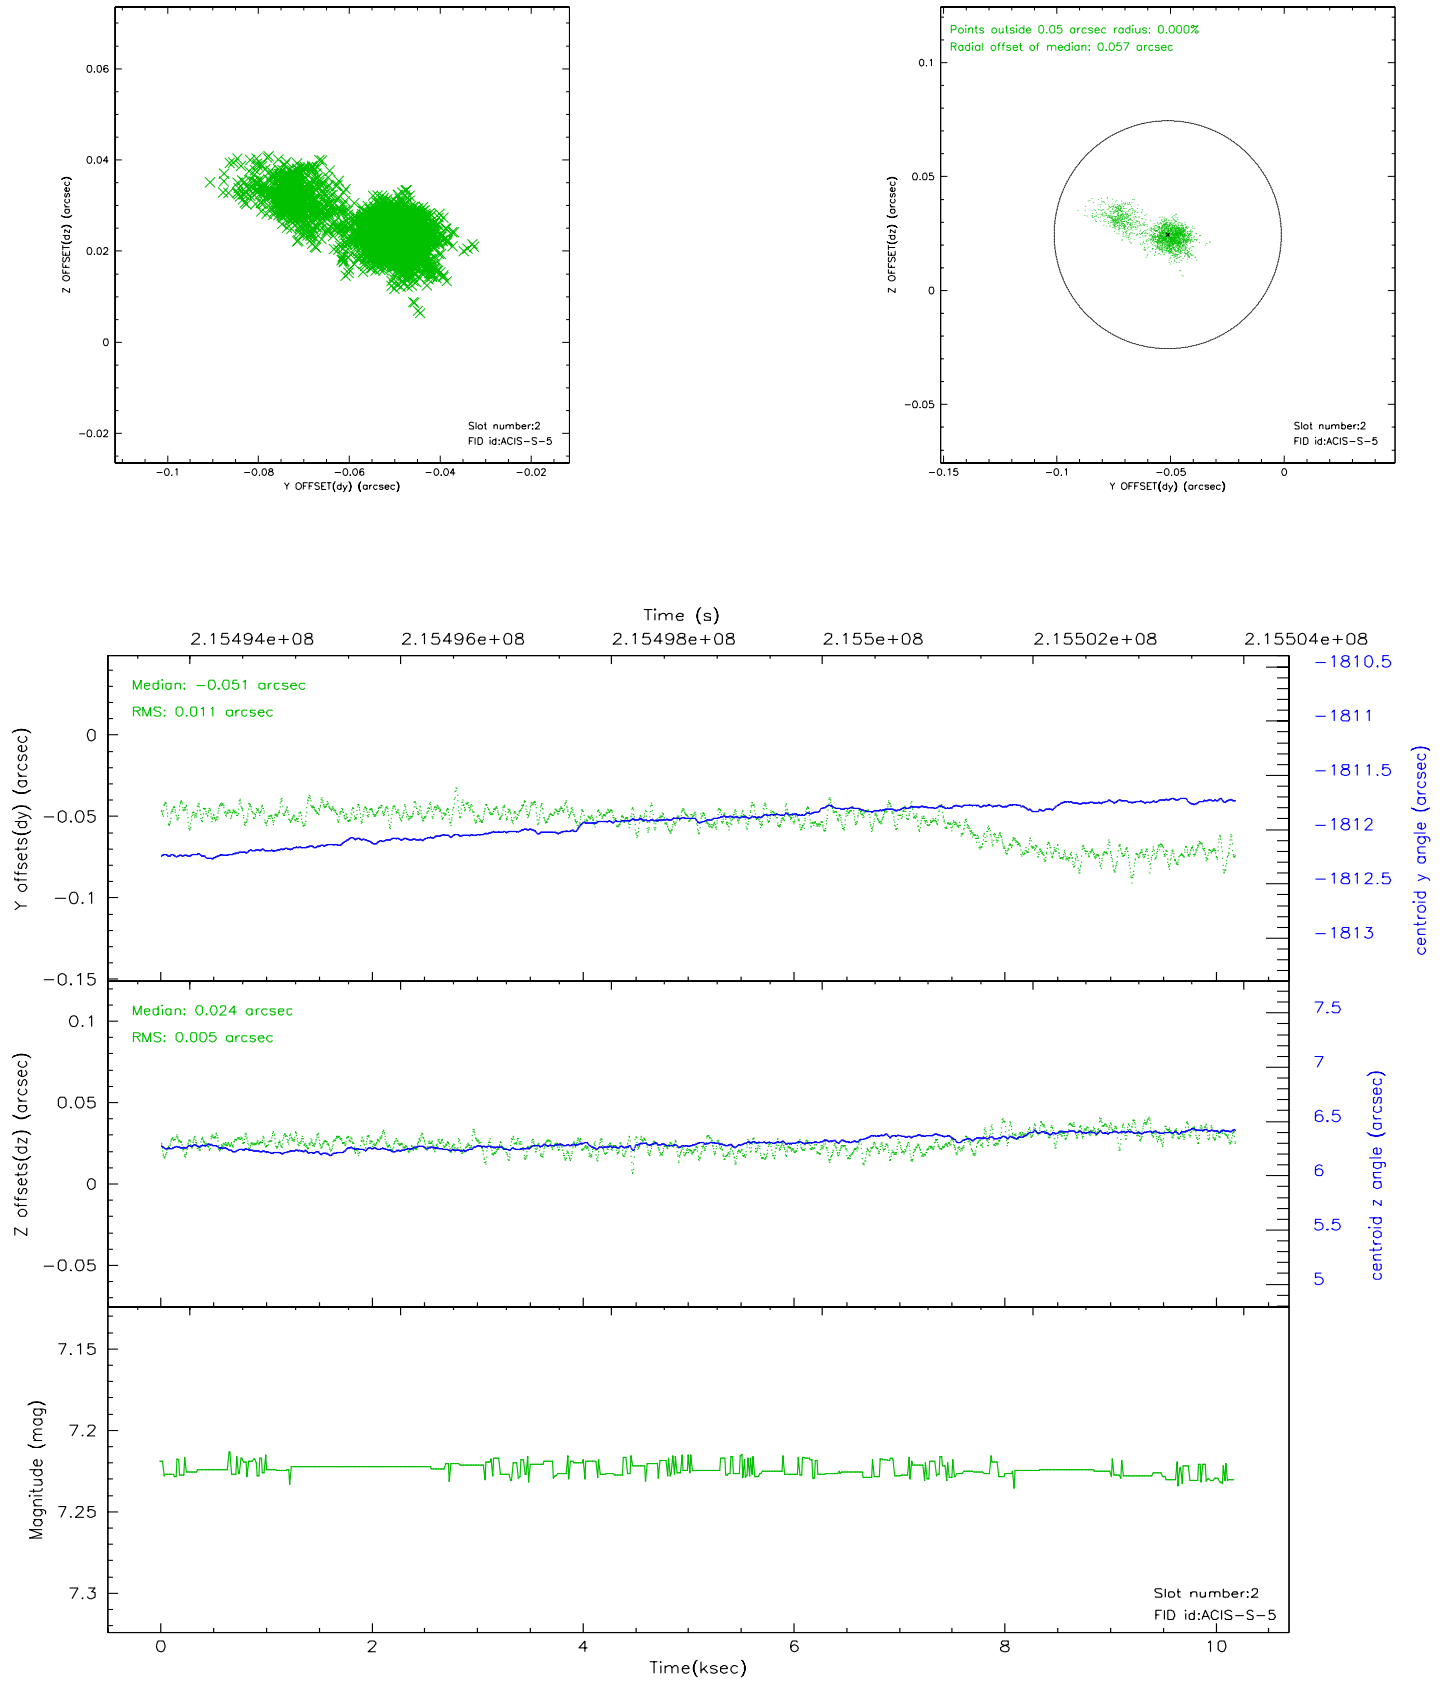 0.06
0.04
0.02
0
−0.02
Z OFFSET(dz) (arcsec)
Slot number:2
FID id:ACIS−S−5
−0.1
−0.08
−0.06
−0.04
−0.02
Y OFFSET(dy) (arcsec)
Points outside 0.05 arcsec radius: 0.000%
Radial offset of median: 0.057 arcsec
0.1
0.05
0
−0.05
Z OFFSET(dz) (arcsec)
Slot number:2
FID id:ACIS−S−5
−0.15
−0.1
−0.05
0
Y OFFSET(dy) (arcsec)
Time (s)
2.15494e+08
2.15496e+08
2.15498e+08
2.155e+08
2.15502e+08
2.15504e+08
Median: −0.051 arcsec
RMS: 0.011 arcsec
0
−0.05
−0.1
−0.15
Y offsets(dy) (arcsec)
−1810.5
−1811
−1811.5
−1812
−1812.5
−1813
centroid y angle (arcsec)
Median: 0.024 arcsec
RMS: 0.005 arcsec
0.1
0.05
0
−0.05
Z offsets(dz) (arcsec)
7.5
7
6.5
6
5.5
5
centroid z angle (arcsec)
7.15
7.2
7.25
7.3
Magnitude (mag)
Slot number:2
FID id:ACIS−S−5
0
2
4
6
8
10
Time(ksec)